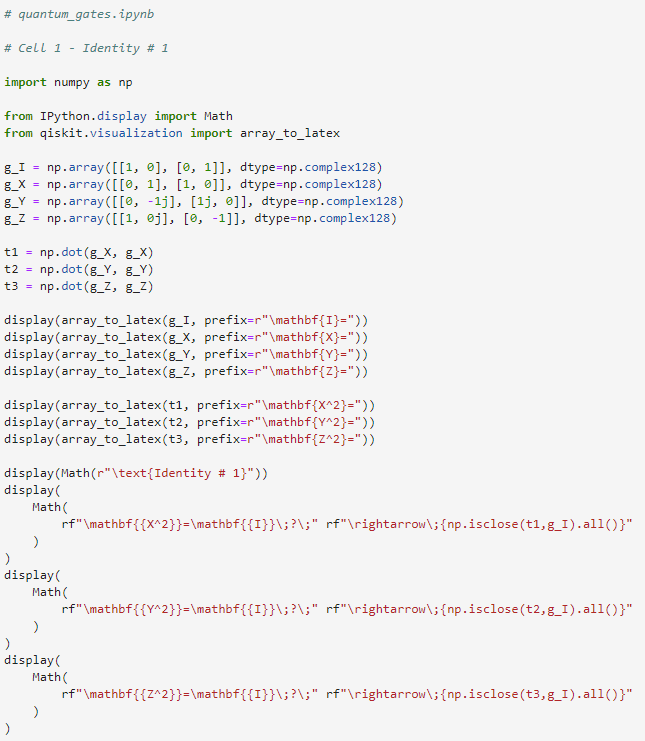 # quantum_gates.ipynb
# Cell 1 - Identity # 1
import numpy as np
from IPython.display import Math
from qiskit.visualization import array_to_latex
g_I = np.array([[1, 0], [0, 1]], dtype=np.complex128)
g_X = np.array([[0, 1], [1, 0]], dtype=np.complex128)
g_Y = np.array([[0, -1j], [1j, 0]], dtype=np.complex128)
g_Z = np.array([[1, 0j], [0, -1]], dtype=np.complex128)
t1 = np.dot(g_X, g_X)
t2 = np.dot(g_Y, g_Y)
t3 = np.dot(g_Z, g_Z)
display(array_to_latex(g_I, prefix=r"\mathbf{I}="))
display(array_to_latex(g_X, prefix=r"\mathbf{X}="))
display(array_to_latex(g_Y, prefix=r"\mathbf{Y}="))
display(array_to_latex(g_Z, prefix=r"\mathbf{Z}="))
display(array_to_latex(t1, prefix=r"\mathbf{X^2}="))
display(array_to_latex(t2, prefix=r"\mathbf{Y^2}="))
display(array_to_latex(t3, prefix=r"\mathbf{Z^2}="))
display(Math(r"\text{Identity # 1}"))
display(
    Math(
        rf"\mathbf{{X^2}}=\mathbf{{I}}\;?\;" rf"\rightarrow\;{np.isclose(t1,g_I).all()}"
    )
)
display(
    Math(
        rf"\mathbf{{Y^2}}=\mathbf{{I}}\;?\;" rf"\rightarrow\;{np.isclose(t2,g_I).all()}"
    )
)
display(
    Math(
        rf"\mathbf{{Z^2}}=\mathbf{{I}}\;?\;" rf"\rightarrow\;{np.isclose(t3,g_I).all()}"
    )
)